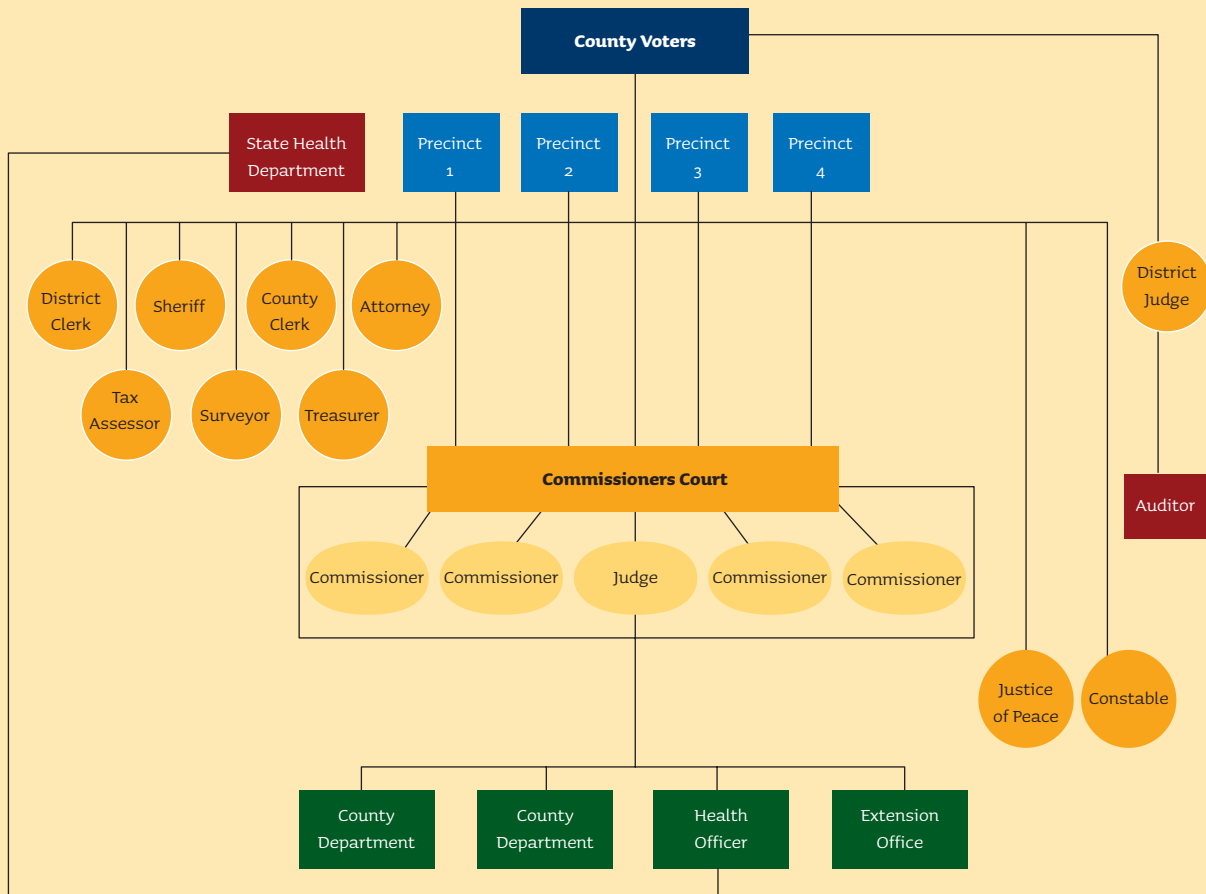 County Voters
State Health
Department
Precinct
1
Precinct
2
Precinct
3
Precinct
4
District
Clerk
Sheriff
County
Clerk
Attorney
District
Judge
Tax
Assessor
Surveyor
Treasurer
Commissioners Court
Auditor
Commissioner
Commissioner
Judge
Commissioner
Commissioner
Justice
of Peace
Constable
County
Department
County
Department
Health
Officer
Extension
Office